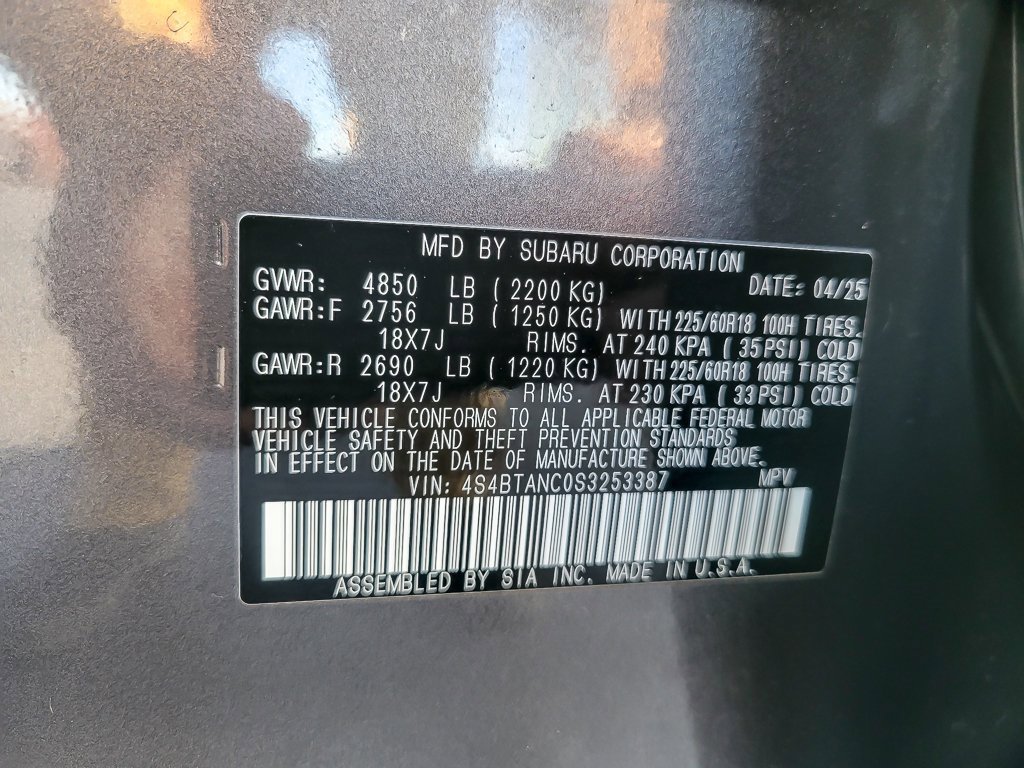 MFD BY SUBARU CORPORATION
GVWR: 4850 LB ( 2200 KG) DATE: 04/25
GAWR:F 2756 LB ( 1250 KG) WITH 225/60R18 100H TIRES.
18X7J RIMS. AT 240 KPA ( 35 PSI) COLD
GAWR:R 2690 LB ( 1220 KG) WITH 225/60R18 100H TIRES.
18X7J RIMS. AT 230 KPA ( 33 PSI) COLD
THIS VEHICLE CONFORMS TO ALL APPLICABLE FEDERAL MOTOR
VEHICLE SAFETY AND THEFT PREVENTION STANDARDS
IN EFFECT ON THE DATE OF MANUFACTURE SHOWN ABOVE.
VIN: 4S4BTANC0S3253387 MPV
ASSEMBLED BY SIA INC. MADE IN U.S.A.